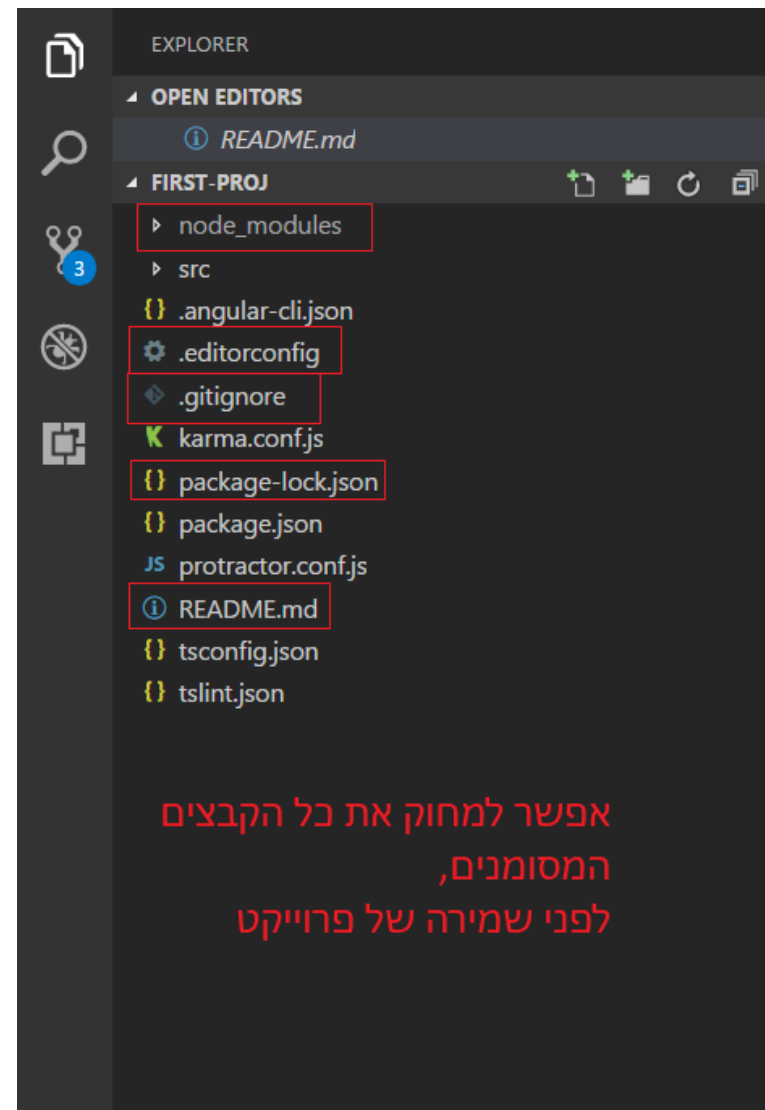 EXPLORER
OPEN EDITORS
README.md
FIRST-PROJ
node_modules
src
.angular-cli.json
.editorconfig
.gitignore
karma.conf.js
package-lock.json
package.json
JS protractor.conf.js
README.md
tsconfig.json
tslint.json
3
אפשר למחוק את כל הקבצים
המסומנים,
לפני שמירה של פרוייקט